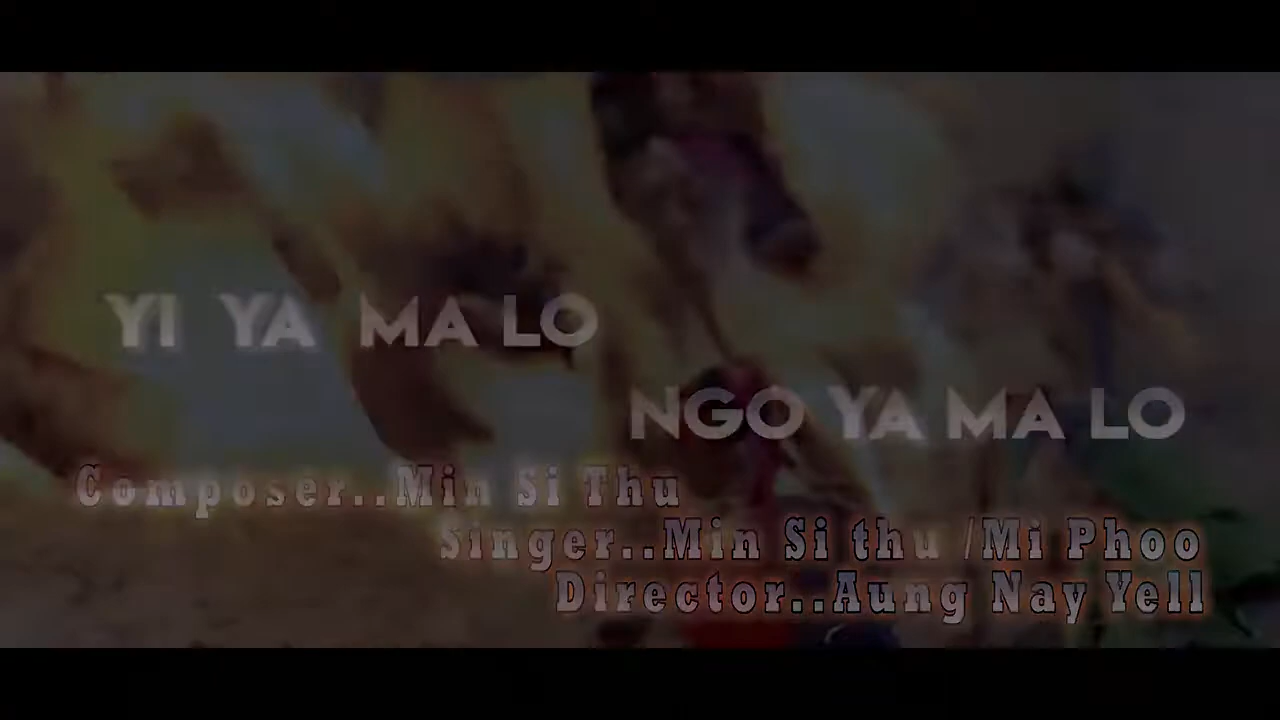 YI YA MA LO
NGO YA MA LO
Composer..Min Si Thu
Singer..Min Si thu /Mi Phoo
Director..Aung Nay Yell